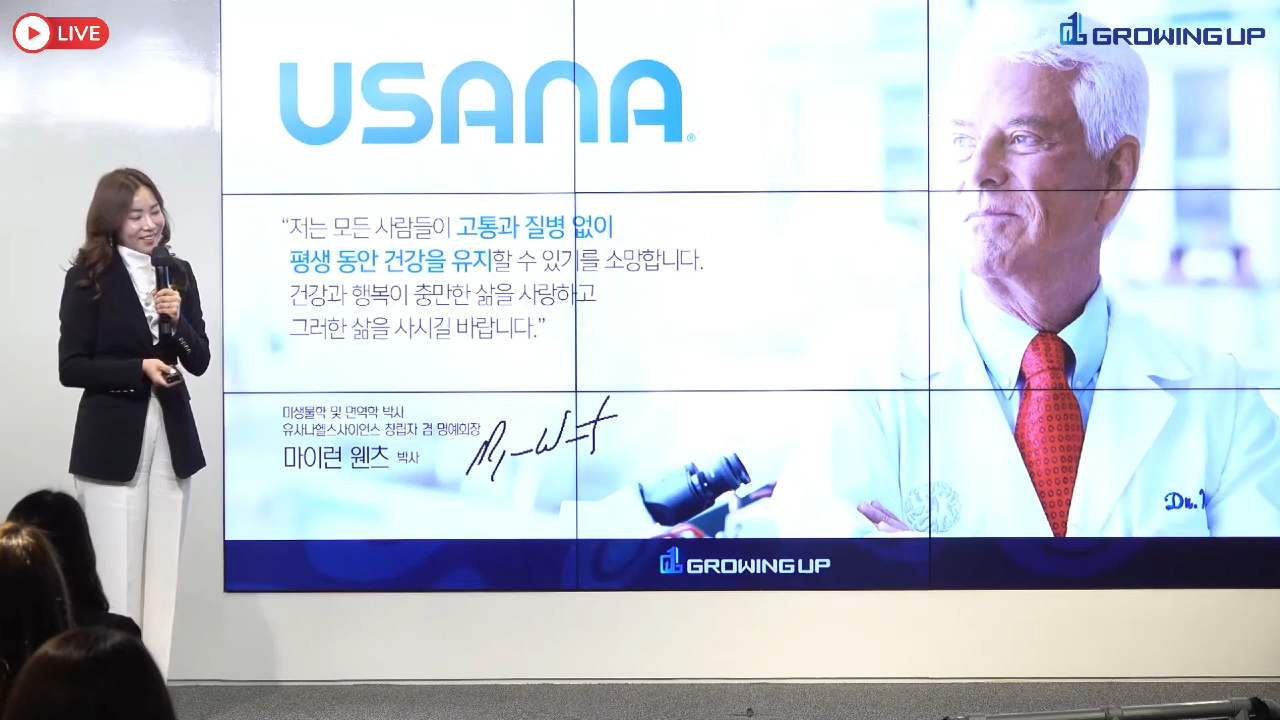 LIVE
GROWING UP
USANA®
“저는 모든 사람들이 고통과 질병 없이
평생 동안 건강을 유지할 수 있기를 소망합니다.
건강과 행복이 충만한 삶을 사랑하고
그러한 삶을 사시길 바랍니다.”
미생물학 및 면역학 박사
유사나헬스사이언스 창립자 겸 명예회장
마이런 웬츠 박사
Dr.
GROWING UP